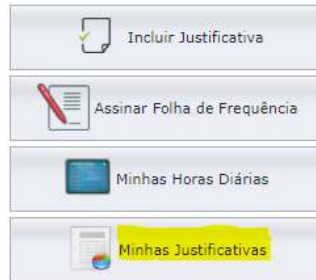 Incluir Justificativa
Assinar Folha de Frequência
Minhas Horas Diárias
Minhas Justificativas